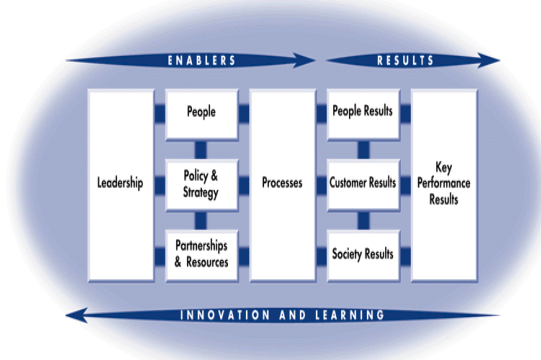 ENABLERS
RESULTS
People
People Results
Leadership
Policy &
Strategy
Processes
Customer Results
Key
Performance
Results
Partnerships
& Resources
Society Results
INNOVATION AND LEARNING